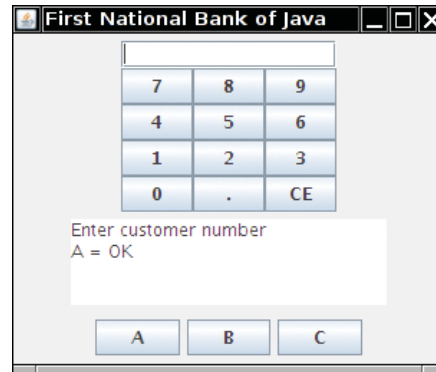 First National Bank of Java
7 8 9
4 5 6
1 2 3
0 . CE
Enter customer number
A = OK
A B C